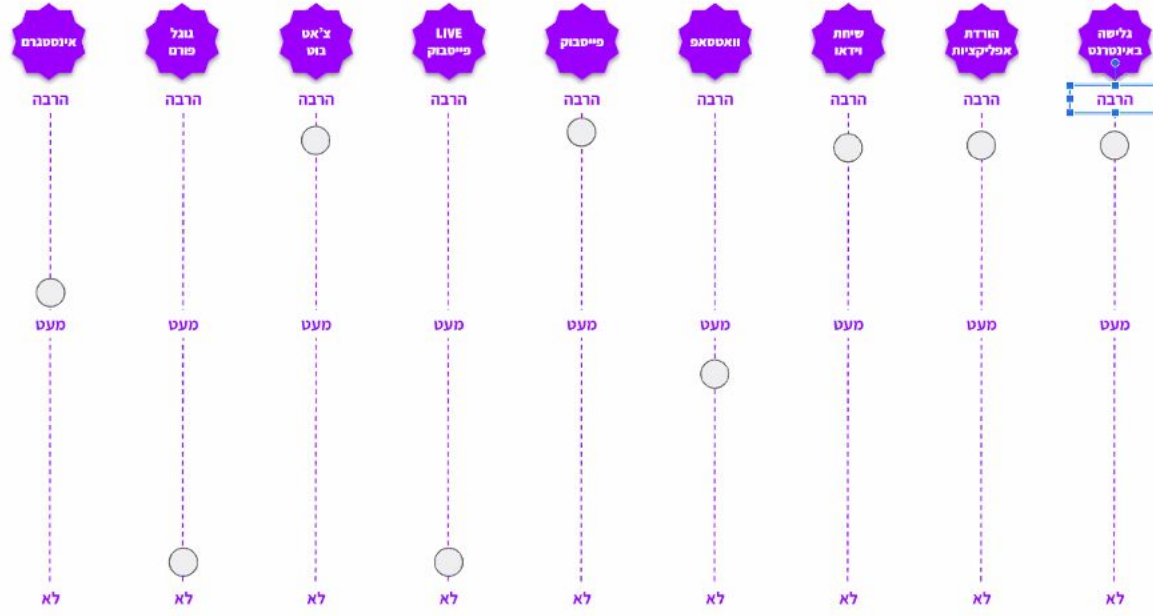 גלישה
באינטרנט
הורדת
אפליקציות
שיחת
וידאו
וואטסאפ
פייסבוק
LIVE
פייסבוק
צ'אט
בוט
גוגל
פורם
אינסטגרם
הרבה הרבה הרבה הרבה הרבה הרבה הרבה הרבה הרבה
מעט מעט מעט מעט מעט מעט מעט מעט מעט
לא לא לא לא לא לא לא לא לא